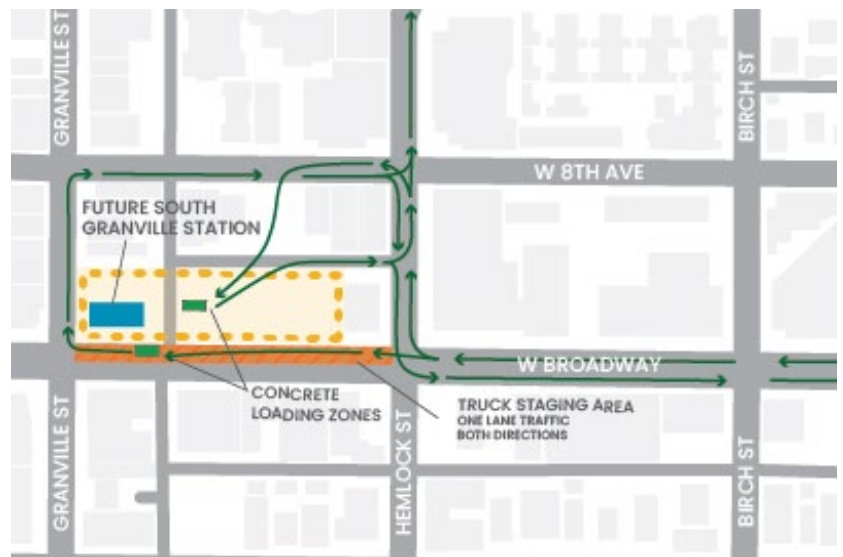 GRANVILLE ST
BIRCH ST
W 8TH AVE
FUTURE SOUTH
GRANVILLE STATION
W BROADWAY
CONCRETE
LOADING ZONES
TRUCK STAGING AREA
ONE LANE TRAFFIC
BOTH DIRECTIONS
GRANVILLE ST
HEMLOCK ST
BIRCH ST